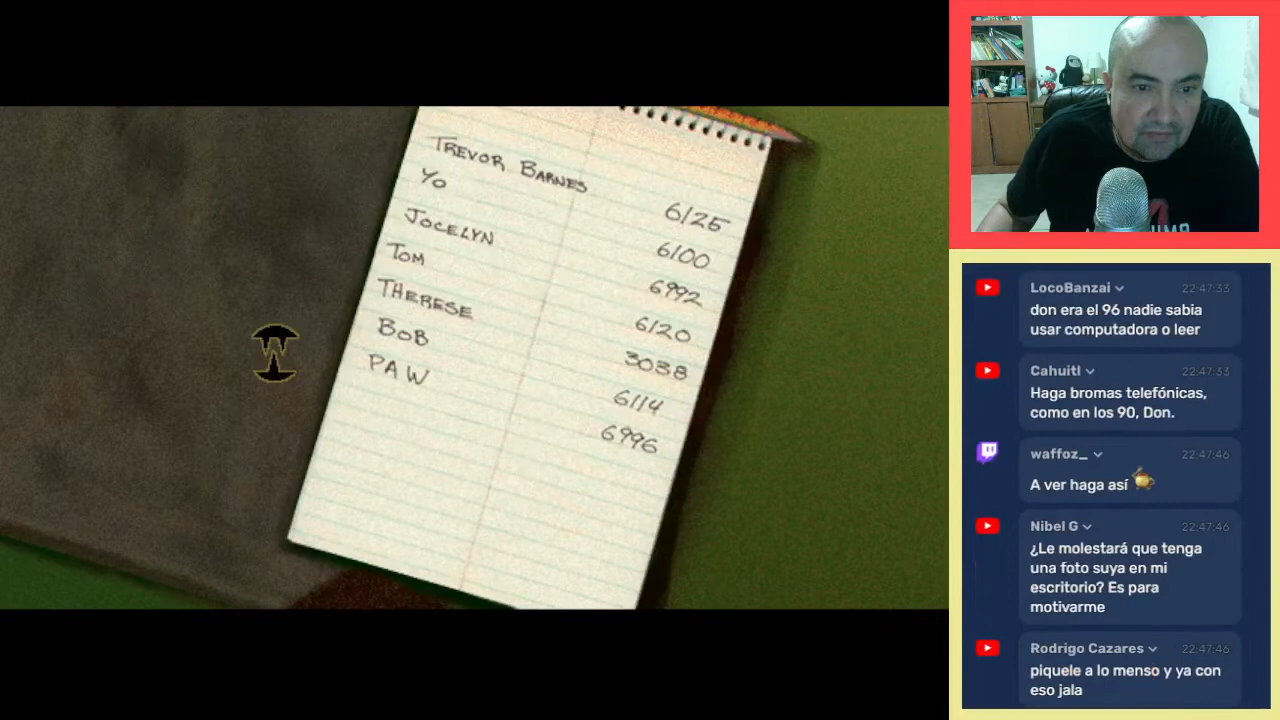 TREVOR BARNES 6125
YO 6100
JOCELYN 6992
TOM 6120
THERESE 3038
BOB 6114
PAW 6996
LocoBanzai 22:47:33
don era el 96 nadie sabia
usar computadora o leer
Cahuitl 22:47:33
Haga bromas telefónicas,
como en los 90, Don.
waffoz_ 22:47:46
A ver haga así
Nibel G 22:47:46
¿Le molestará que tenga
una foto suya en mi
escritorio? Es para
motivarme
Rodrigo Cazares 22:47:46
piquele a lo menso y ya con
eso jala